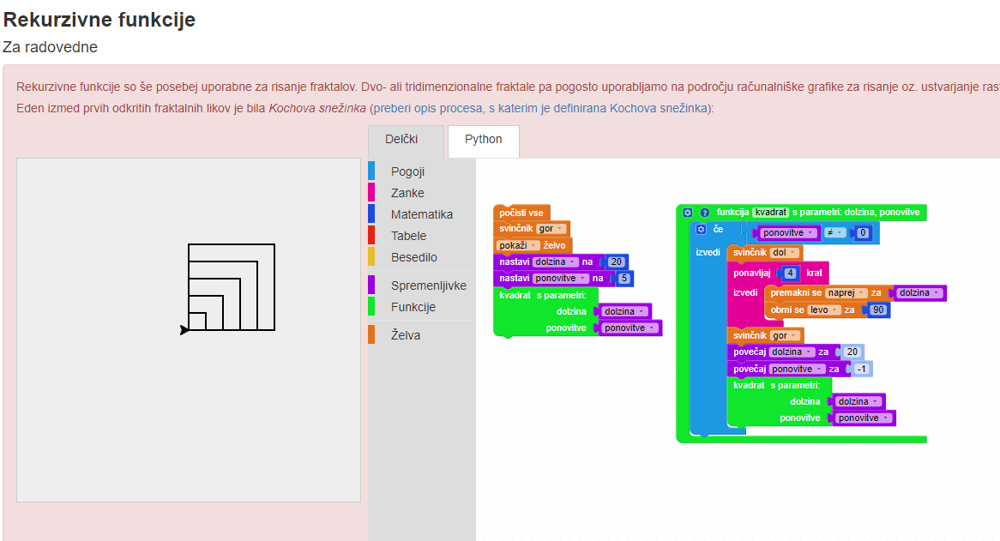 Rekurzivne funkcije
Za radovedne
Rekurzivne funkcije so še posebej uporabne za risanje fraktalov. Dvo- ali tridimenzionalne fraktale pa pogosto uporabljamo na področju računalniške grafike za risanje oz. ustvarjanje rast
Eden izmed prvih odkritih fraktalnih likov je bila Kochova snežinka (preberi opis procesa, s katerim je definirana Kochova snežinka):
Delčki
Python
Pogoji
Zanke
Matematika
Tabele
Besedilo
Spremenljivke
Funkcije
Želva
počisti vse
svinčnik gor
pokaži želvo
nastavi dolzina na 20
nastavi ponovitve na 5
kvadrat s parametri:
dolzina dolzina
ponovitve ponovitve
? funkcija kvadrat s parametri: dolzina, ponovitve
če ponovitve ≠ 0
izvedi svinčnik dol
ponavljaj 4 krat
izvedi premakni se naprej za dolzina
obrni se levo za 90
svinčnik gor
povečaj dolzina za 20
povečaj ponovitve za -1
kvadrat s parametri:
dolzina dolzina
ponovitve ponovitve